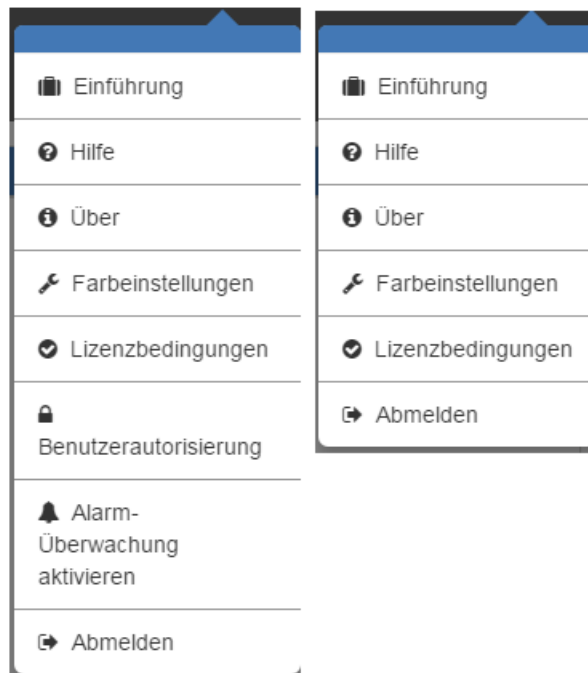 Einführung
Hilfe
Über
Farbeinstellungen
Lizenzbedingungen
Benutzerautorisierung
Alarm-
Überwachung
aktivieren
Abmelden
Einführung
Hilfe
Über
Farbeinstellungen
Lizenzbedingungen
Abmelden